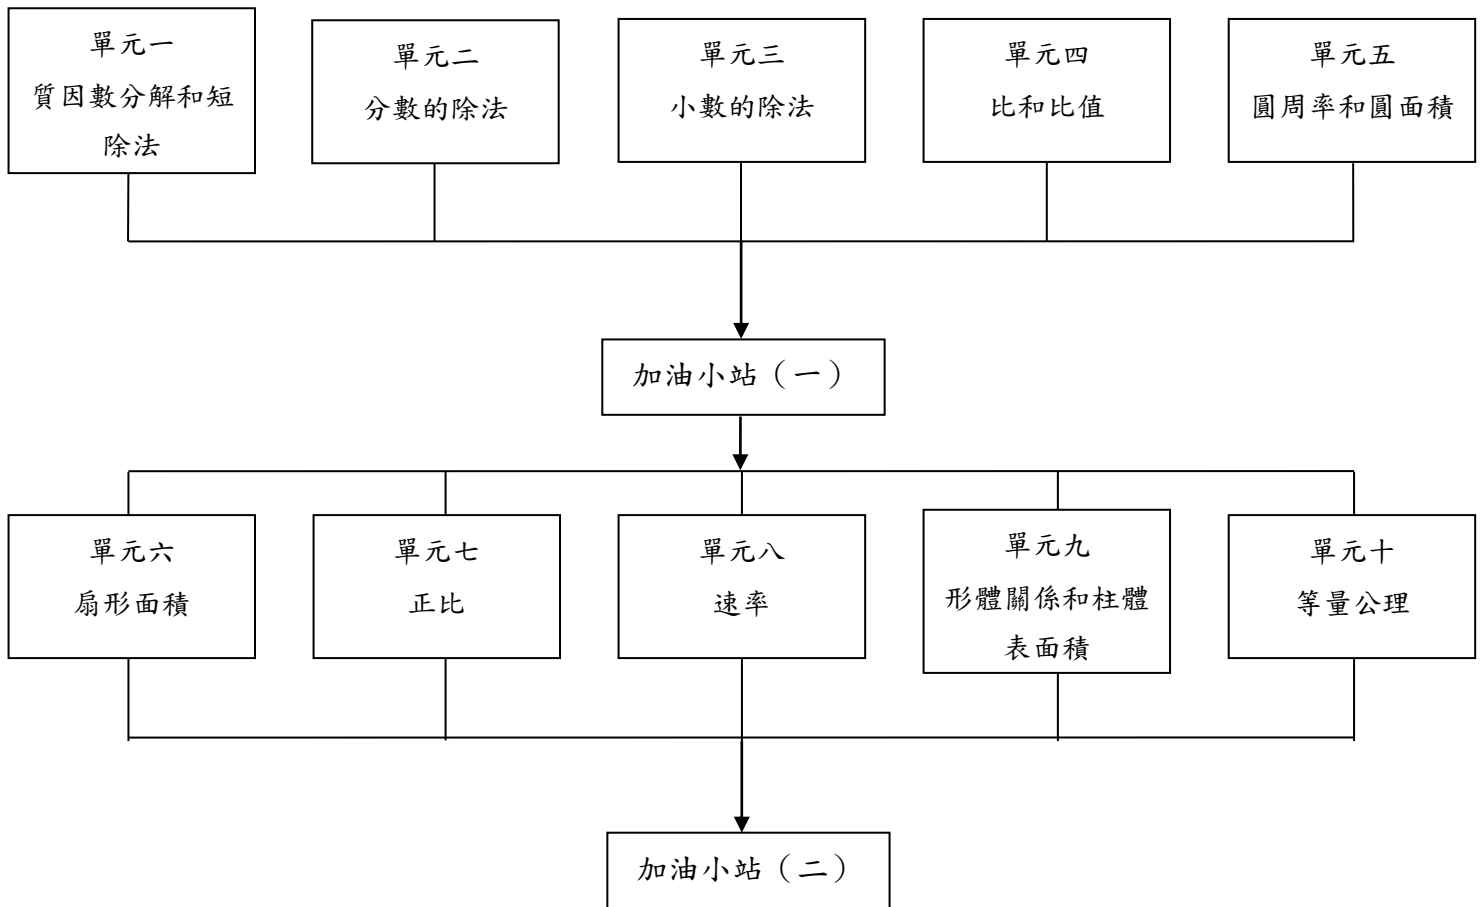 單元一
質因數分解和短
除法
單元二
分數的除法
單元三
小數的除法
單元四
比和比值
單元五
圓周率和圓面積
加油小站（一）
單元六
扇形面積
單元七
正比
單元八
速率
單元九
形體關係和柱體
表面積
單元十
等量公理
加油小站（二）